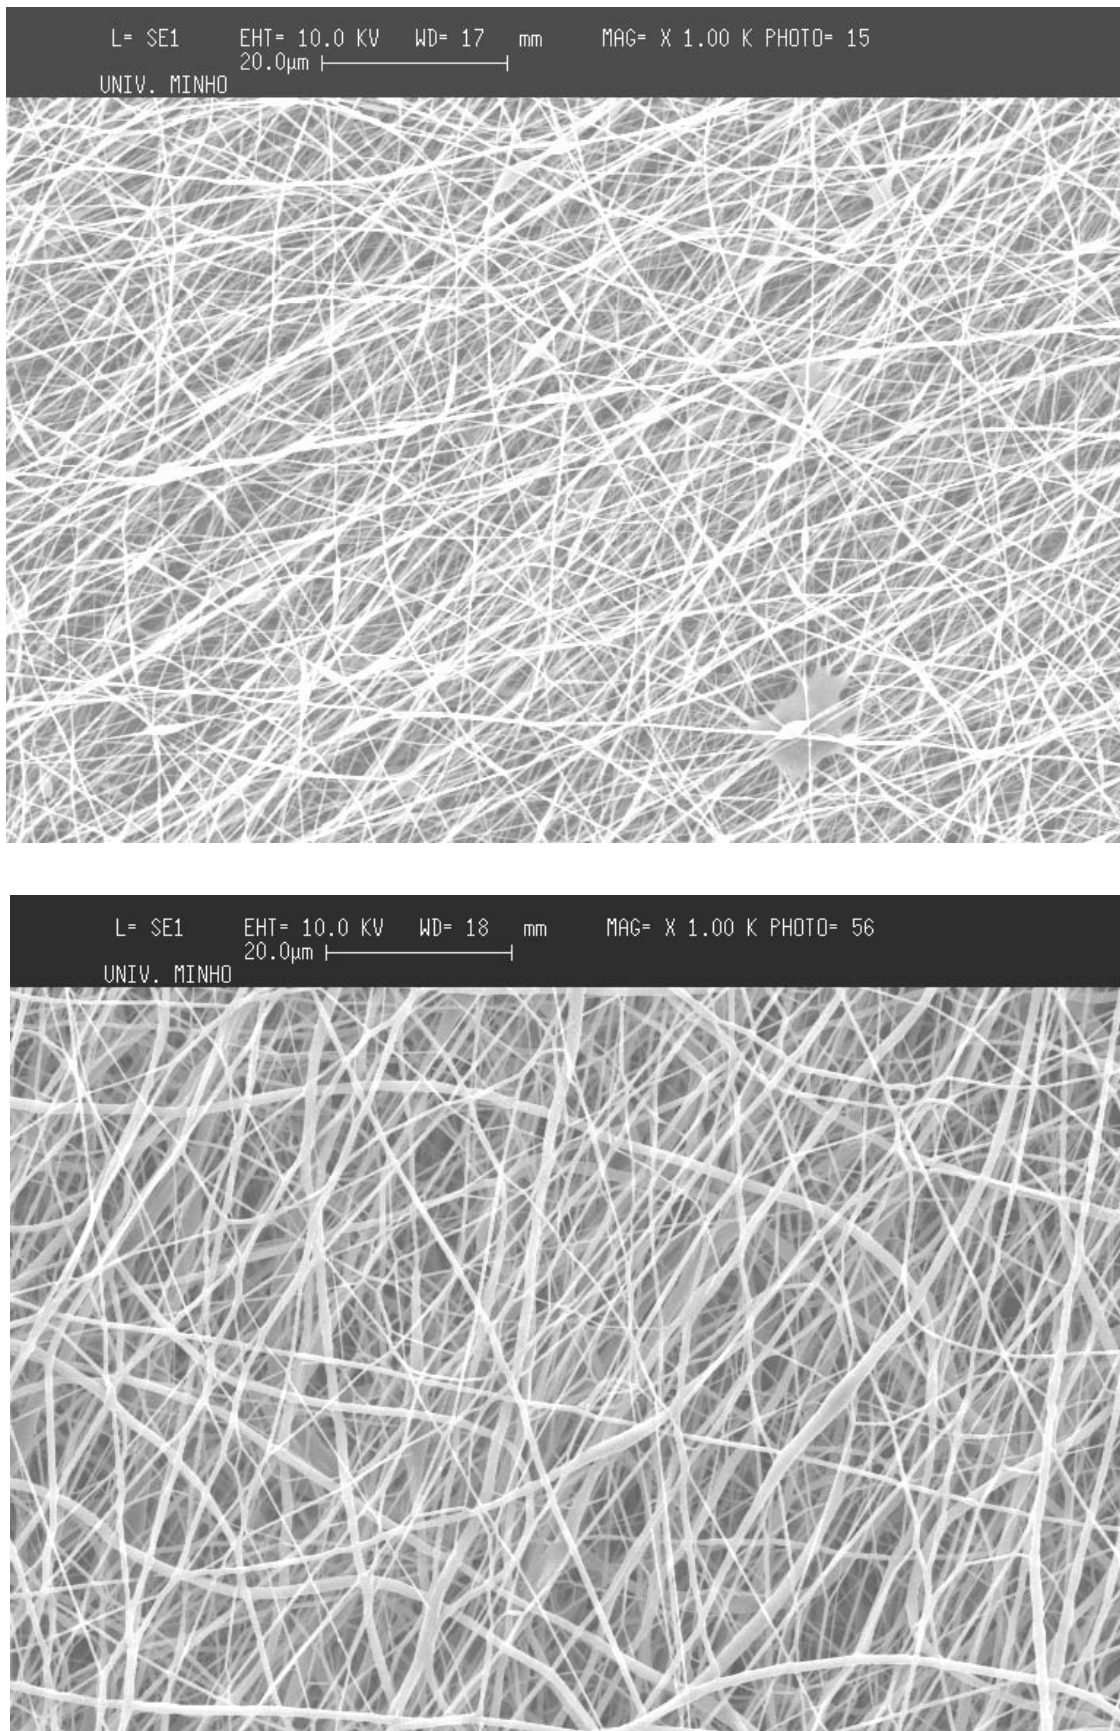 L= SE1 EHT= 10.0 KV WD= 17 mm MAG= X 1.00 K PHOTO= 15
20.0µm
UNIV. MINHO
L= SE1 EHT= 10.0 KV WD= 18 mm MAG= X 1.00 K PHOTO= 56
20.0µm
UNIV. MINHO